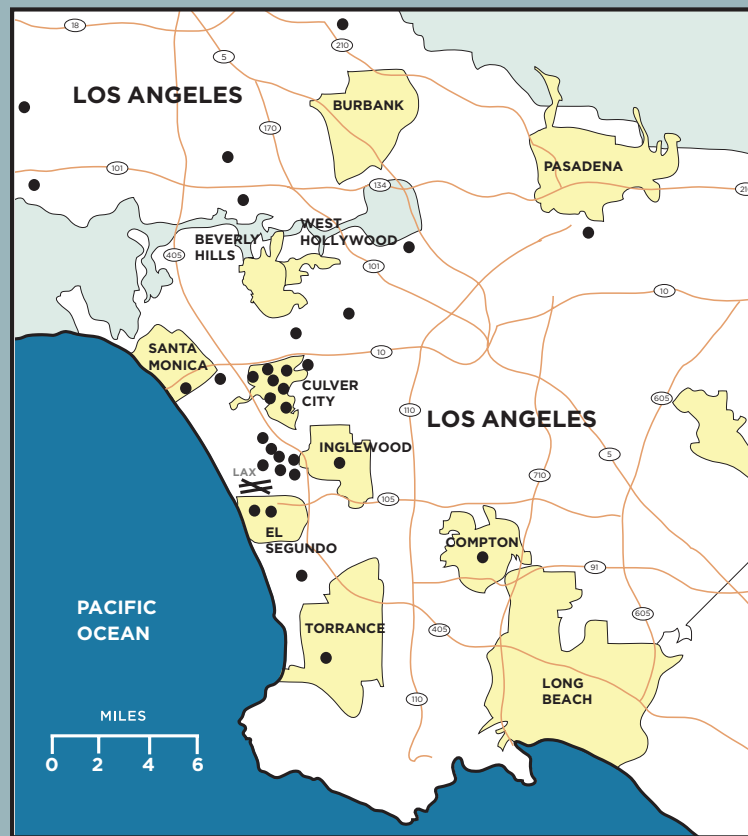 18
210
5
LOS ANGELES
BURBANK
170
PASADENA
101
134
210
WEST
HOLLYWOOD
BEVERLY
HILLS
405
101
10
SANTA
MONICA
10
CULVER
CITY
605
110
LOS ANGELES
INGLEWOOD
5
LAX
710
105
EL
SEGUNDO
COMPTON
91
PACIFIC
OCEAN
TORRANCE
405
605
LONG
BEACH
110
MILES
0 2 4 6